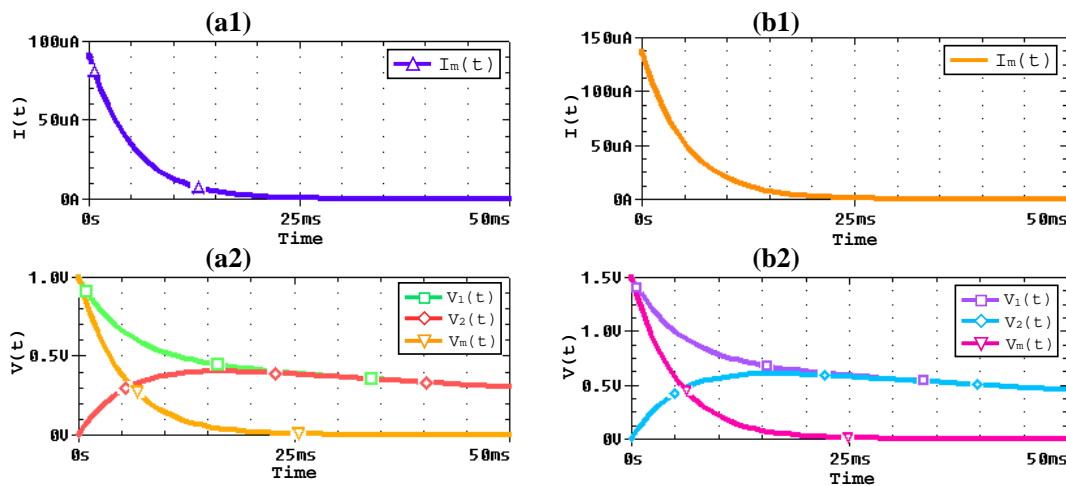 (a1)
100uA
50uA
0A
I(t)
Im(t)
0s
25ms
50ms
Time
(b1)
150uA
100uA
50uA
0A
I(t)
Im(t)
0s
25ms
50ms
Time
(a2)
1.0V
0.5V
0V
V(t)
V1(t)
V2(t)
Vm(t)
0s
25ms
50ms
Time
(b2)
1.5V
1.0V
0.5V
0V
V(t)
V1(t)
V2(t)
Vm(t)
0s
25ms
50ms
Time